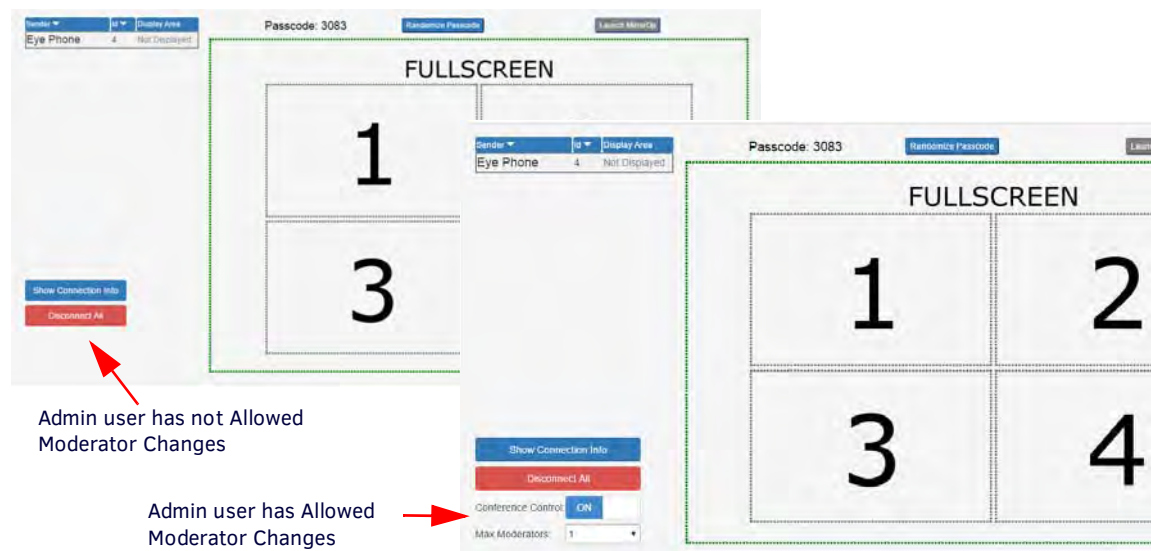 Sender Id Display Area
Eye Phone 4 Not Displayed
Passcode: 3083 Randomize Passcode Launch MirrorOp
FULLSCREEN
1
3
Show Connection Info
Disconnect All
Admin user has not Allowed
Moderator Changes
Sender Id Display Area
Eye Phone 4 Not Displayed
Passcode: 3083 Randomize Passcode
FULLSCREEN
1 2
3 4
Show Connection Info
Disconnect All
Conference Control: ON
Max Moderators: 1
Admin user has Allowed
Moderator Changes